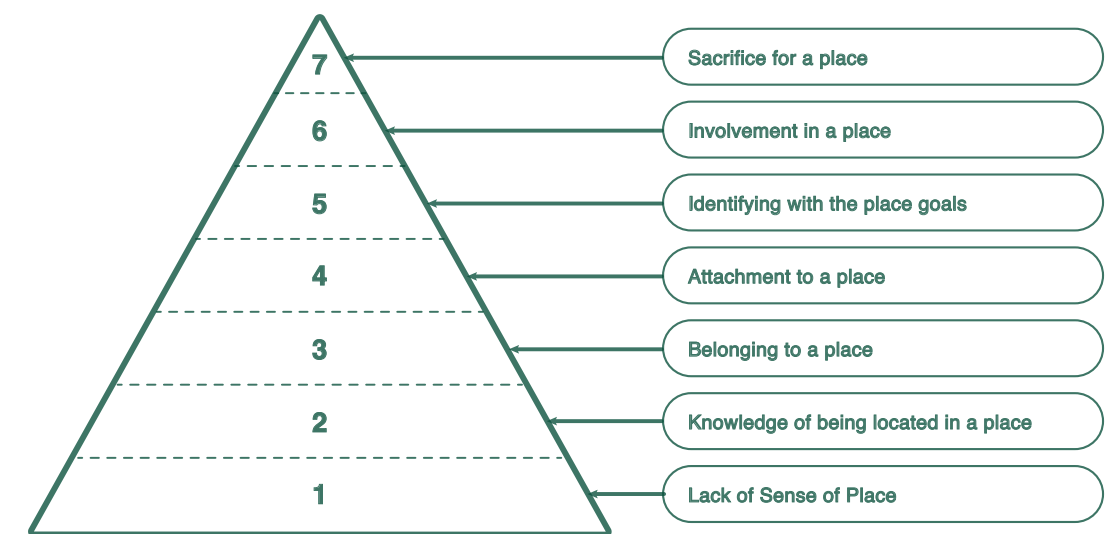 7 Sacrifice for a place
6 Involvement in a place
5 Identifying with the place goals
4 Attachment to a place
3 Belonging to a place
2 Knowledge of being located in a place
1 Lack of Sense of Place